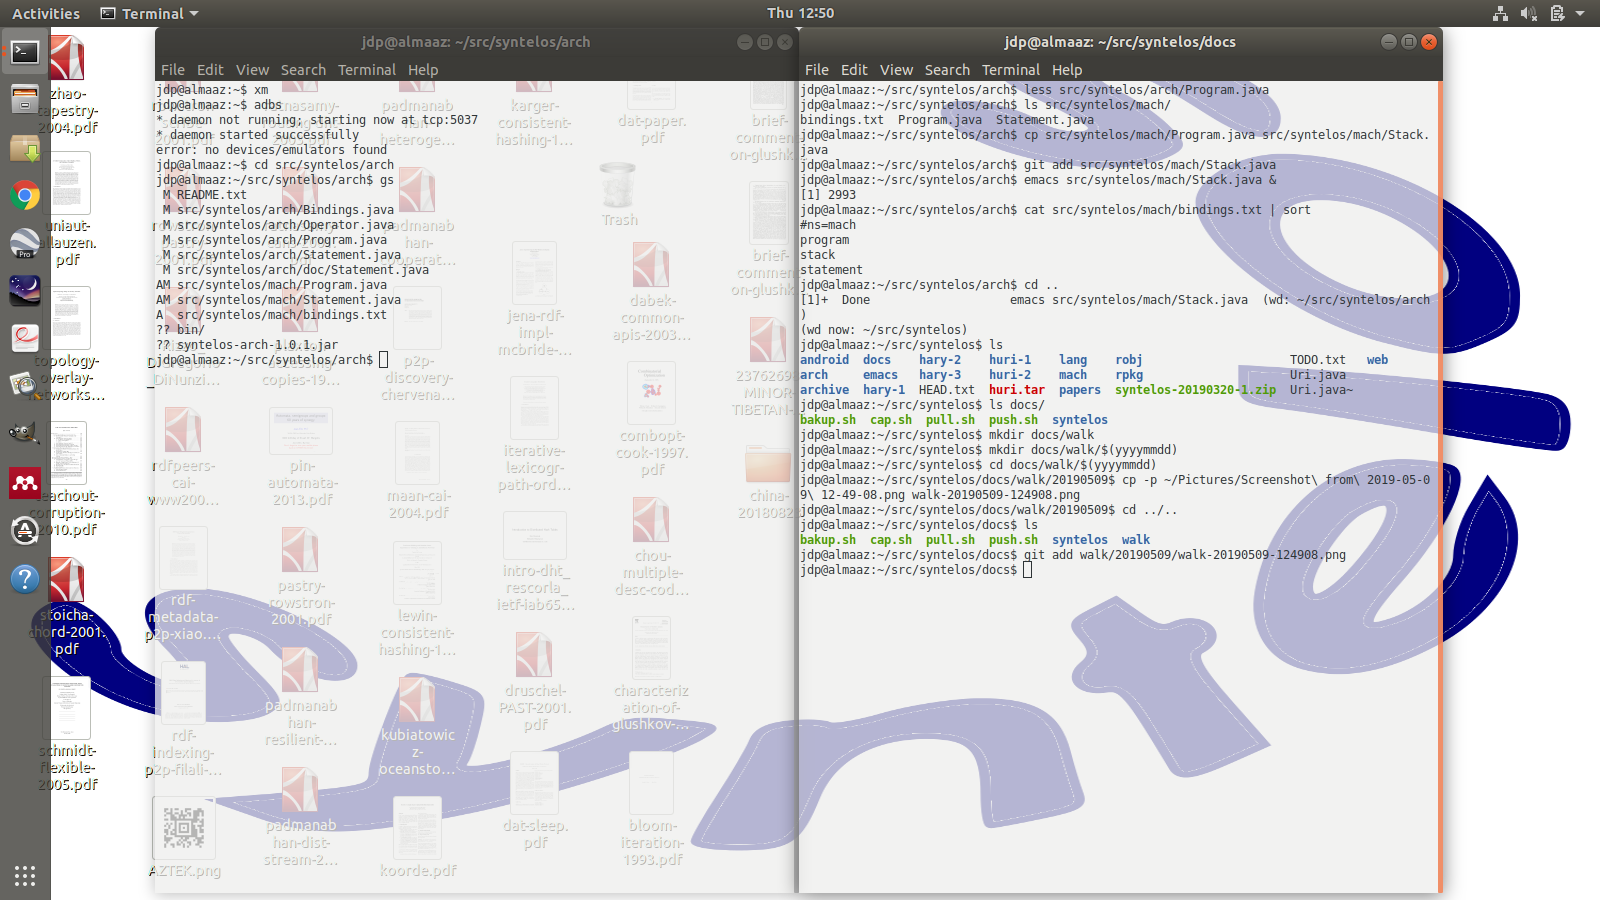 Activities
Terminal
Thu 12:50
jdp@almaaz: ~/src/syntelos/arch
File Edit View Search Terminal Help
jdp@almaaz:~$ xm
jdp@almaaz:~$ adbs
* daemon not running; starting now at tcp:5037
* daemon started successfully
error: no devices/emulators found
jdp@almaaz:~$ cd src/syntelos/arch
jdp@almaaz:~/src/syntelos/arch$ gs
 M README.txt
 M src/syntelos/arch/Bindings.java
 M src/syntelos/arch/Operator.java
 M src/syntelos/arch/Program.java
 M src/syntelos/arch/Statement.java
 M src/syntelos/arch/doc/Statement.java
AM src/syntelos/mach/Program.java
AM src/syntelos/mach/Statement.java
A  src/syntelos/mach/bindings.txt
?? bin/
?? syntelos-arch-1.0.1.jar
jdp@almaaz:~/src/syntelos/arch$
jdp@almaaz: ~/src/syntelos/docs
File Edit View Search Terminal Help
jdp@almaaz:~/src/syntelos/arch$ less src/syntelos/arch/Program.java
jdp@almaaz:~/src/syntelos/arch$ ls src/syntelos/mach/
bindings.txt  Program.java  Statement.java
jdp@almaaz:~/src/syntelos/arch$ cp src/syntelos/mach/Program.java src/syntelos/mach/Stack.
java
jdp@almaaz:~/src/syntelos/arch$ git add src/syntelos/mach/Stack.java
jdp@almaaz:~/src/syntelos/arch$ emacs src/syntelos/mach/Stack.java &
[1] 2993
jdp@almaaz:~/src/syntelos/arch$ cat src/syntelos/mach/bindings.txt | sort
#ns=mach
program
stack
statement
jdp@almaaz:~/src/syntelos/arch$ cd ..
[1]+  Done                    emacs src/syntelos/mach/Stack.java  (wd: ~/src/syntelos/arch
)
(wd now: ~/src/syntelos)
jdp@almaaz:~/src/syntelos$ ls
android  docs   hary-2    huri-1    lang    robj                      TODO.txt   web
arch     emacs  hary-3    huri-2    mach    rpkg                      Uri.java
archive  hary-1  HEAD.txt  huri.tar  papers  syntelos-20190320-1.zip  Uri.java~
jdp@almaaz:~/src/syntelos$ ls docs/
bakup.sh  cap.sh  pull.sh  push.sh  syntelos
jdp@almaaz:~/src/syntelos$ mkdir docs/walk
jdp@almaaz:~/src/syntelos$ mkdir docs/walk/$(yyyymmdd)
jdp@almaaz:~/src/syntelos$ cd docs/walk/$(yyyymmdd)
jdp@almaaz:~/src/syntelos/docs/walk/20190509$ cp -p ~/Pictures/Screenshot\ from\ 2019-05-0
9\ 12-49-08.png walk-20190509-124908.png
jdp@almaaz:~/src/syntelos/docs/walk/20190509$ cd ../..
jdp@almaaz:~/src/syntelos/docs$ ls
bakup.sh  cap.sh  pull.sh  push.sh  syntelos  walk
jdp@almaaz:~/src/syntelos/docs$ git add walk/20190509/walk-20190509-124908.png
jdp@almaaz:~/src/syntelos/docs$
zhao-
tapestry-
2004.pdf
uniaut-
allauzen.
pdf
topology-
overlay-
networks...
teachout-
corruption-
2010.pdf
stoicha-
chord-2001.
pdf
schmidt-
flexible-
2005.pdf
rdfpeers-
cai-
www200...
rdf-
metadata-
p2p-xiao....
HAL
rdf-
indexing-
p2p-filali-...
AZTEK.png
copies-19...
pin-
automata-
2013.pdf
pastry-
rowstron-
2001.pdf
padmanab
han-
resilient-...
padmanab
han-dist-
stream-2...
padmanab
han-
heteroge...
padmanab
han-
cooperat...
p2p-
discovery-
chervena...
maan-cai-
2004.pdf
lewin-
consistent-
hashing-1...
kubiatowic
z-
oceansto...
koorde.pdf
karger-
consistent-
hashing-1...
jena-rdf-
impl-
mcbride-...
iterative-
lexicogr-
path-ord...
intro-dht_
rescorla_
ietf-iab65...
druschel-
PAST-2001.
pdf
dat-sleep.
pdf
dat-paper.
pdf
Trash
dabek-
common-
apis-2003...
combopt-
cook-1997.
pdf
chou-
multiple-
desc-cod...
characteriz
ation-of-
glushkov-...
bloom-
iteration-
1993.pdf
brief-
commen
on-glushk
brief-
commen
on-glushk
2376269
MINOR-
TIBETAN-
china-
2018082
Pro